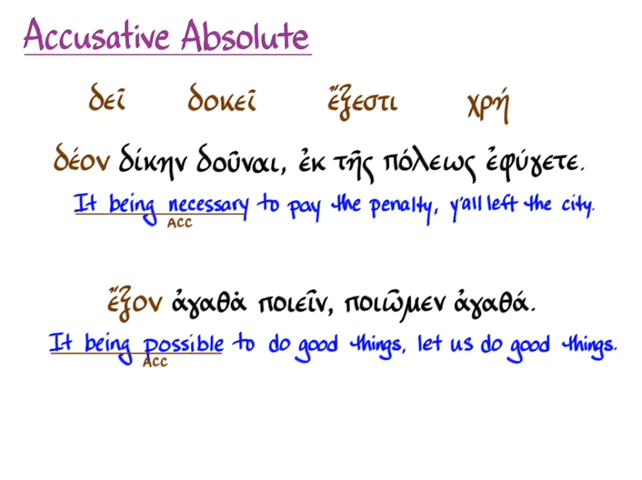 Accusative Absolute
δεῖ δοκεῖ ἔξεστι χρή
δέον δίκην δοῦναι, ἐκ τῆς πόλεως ἐφύγετε.
It being necessary to pay the penalty, y'all left the city.
ACC
ἔξον ἀγαθὰ ποιεῖν, ποιῶμεν ἀγαθά.
It being possible to do good things, let us do good things.
ACC